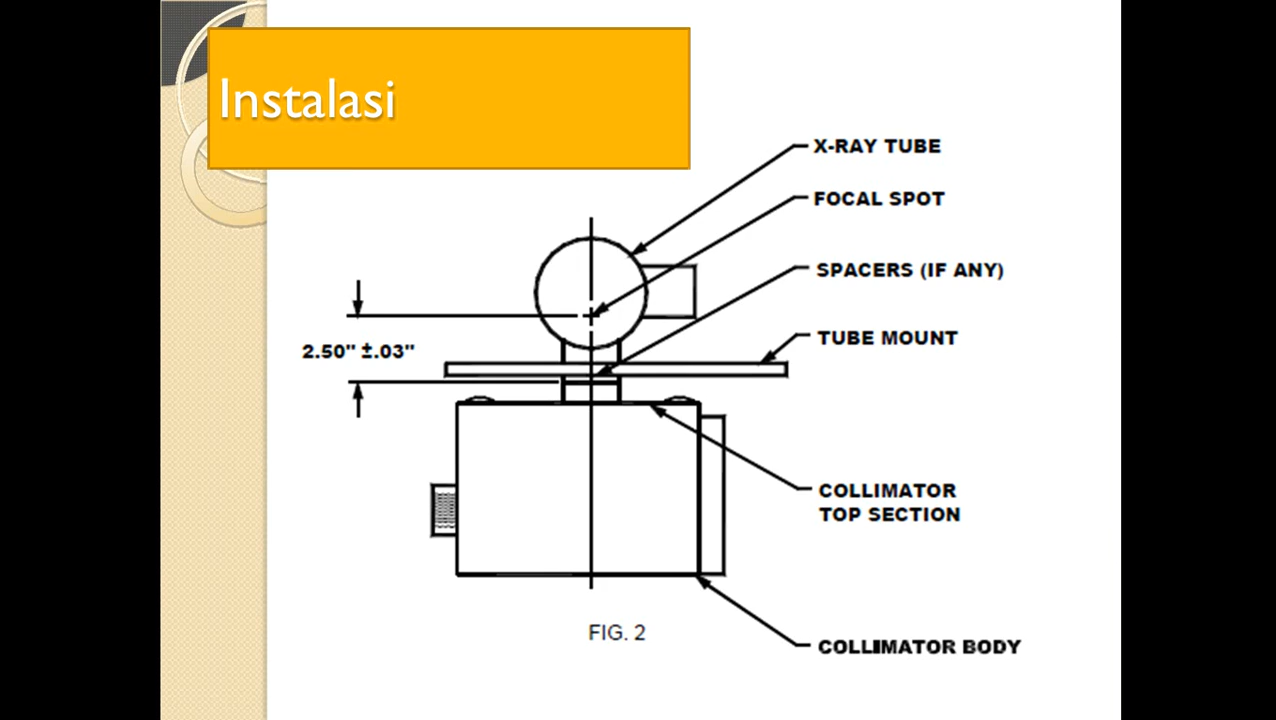 Instalasi
X-RAY TUBE
FOCAL SPOT
SPACERS (IF ANY)
TUBE MOUNT
2.50" ±.03"
COLLIMATOR
TOP SECTION
FIG. 2
COLLIMATOR BODY